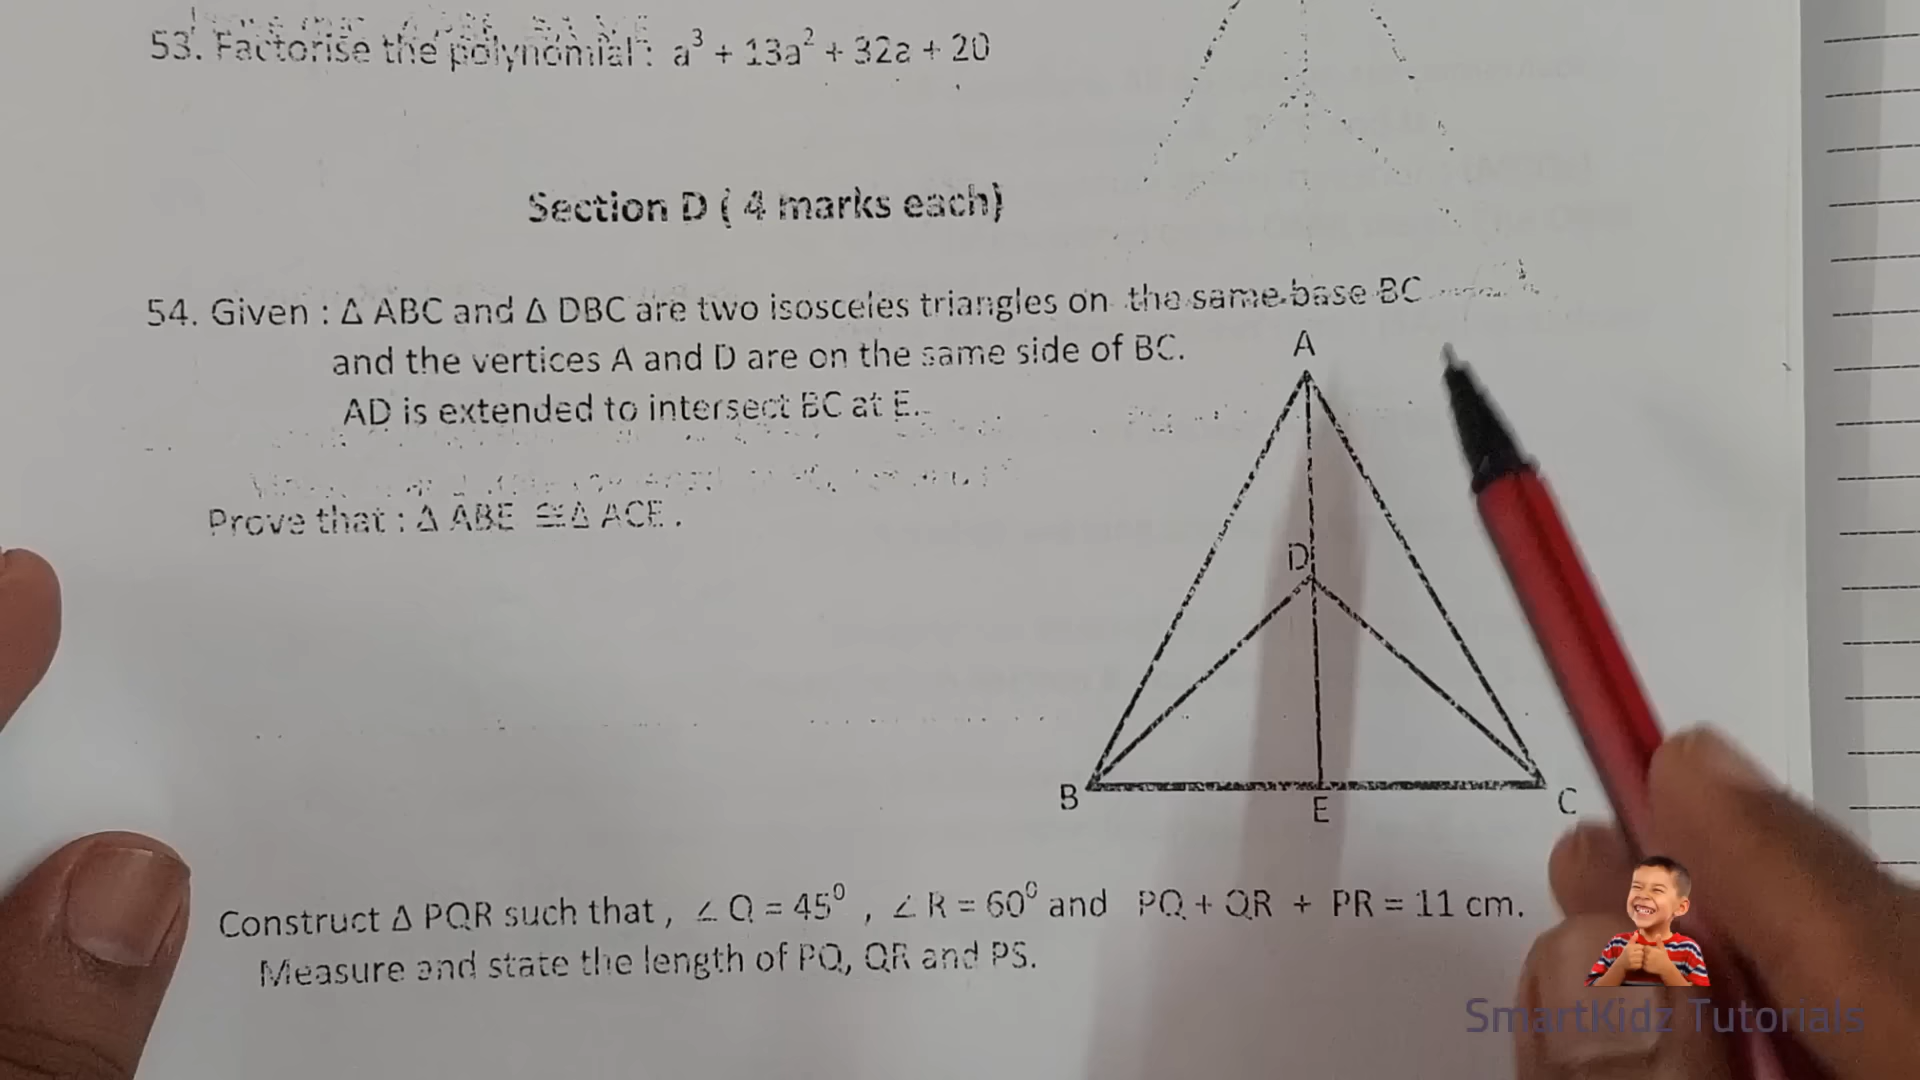 53. Factorise the polynomial : a³ + 13a² + 32a + 20
Section D ( 4 marks each)
54. Given : Δ ABC and Δ DBC are two isosceles triangles on the same base BC
and the vertices A and D are on the same side of BC.
AD is extended to intersect BC at E.
Prove that : Δ ABE ≅ Δ ACE .
A
D
B
E
C
Construct Δ PQR such that , ∠ Q = 45⁰ , ∠ R = 60⁰ and PQ + QR + PR = 11 cm.
Measure and state the length of PQ, QR and PS.
SmartKidz Tutorials